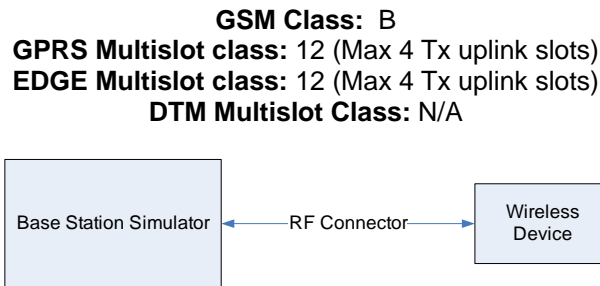 GSM Class: B
GPRS Multislot class: 12 (Max 4 Tx uplink slots)
EDGE Multislot class: 12 (Max 4 Tx uplink slots)
DTM Multislot Class: N/A
Base Station Simulator
RF Connector
Wireless
Device